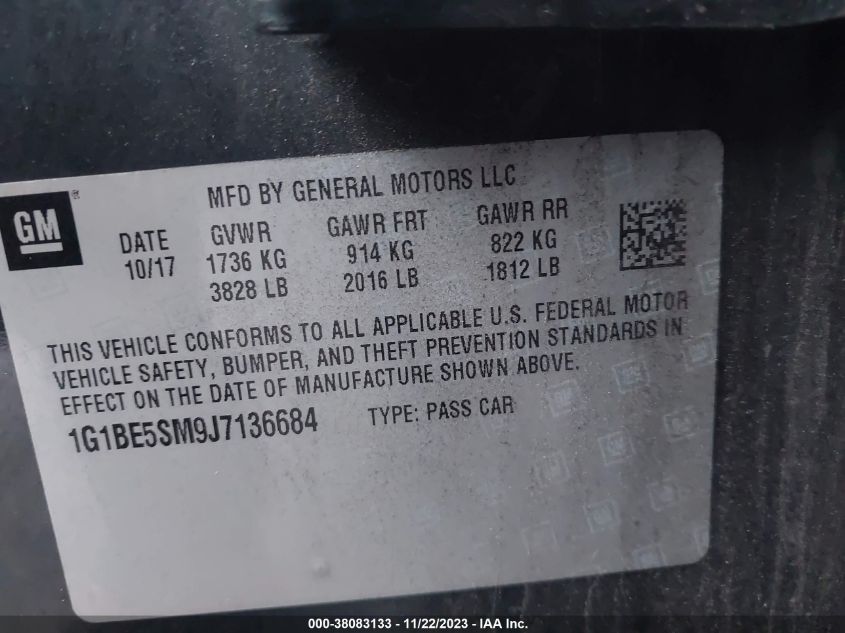 MFD BY GENERAL MOTORS LLC
GM
DATE GVWR GAWR FRT GAWR RR
10/17 1736 KG 914 KG 822 KG
3828 LB 2016 LB 1812 LB
THIS VEHICLE CONFORMS TO ALL APPLICABLE U.S. FEDERAL MOTOR
VEHICLE SAFETY, BUMPER, AND THEFT PREVENTION STANDARDS IN
EFFECT ON THE DATE OF MANUFACTURE SHOWN ABOVE.
1G1BE5SM9J7136684 TYPE: PASS CAR
000-38083133 - 11/22/2023 - IAA Inc.